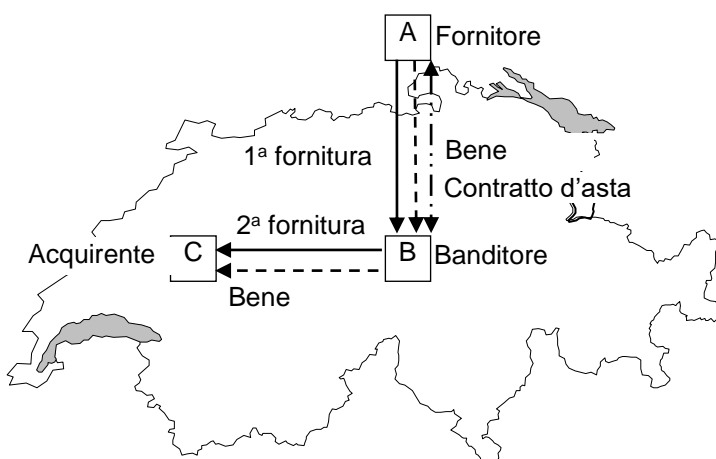 A Fornitore
1ª fornitura
Bene
Contratto d'asta
2ª fornitura
Acquirente C B Banditore
Bene